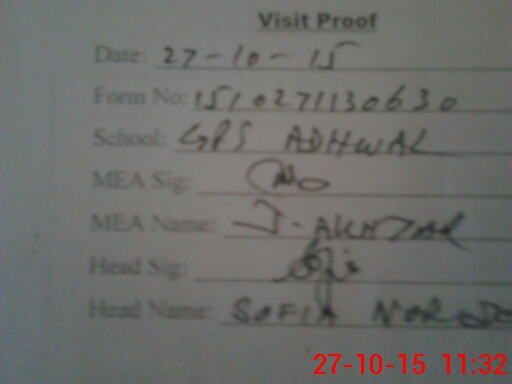 Visit Proof
Date: 27-10-15
Form No: 1510271130630
School: GPS ADHWAL
MEA Sig:
MEA Name: J. AKHTAR
Head Sig:
Head Name: SOFIA
27-10-15 11:32